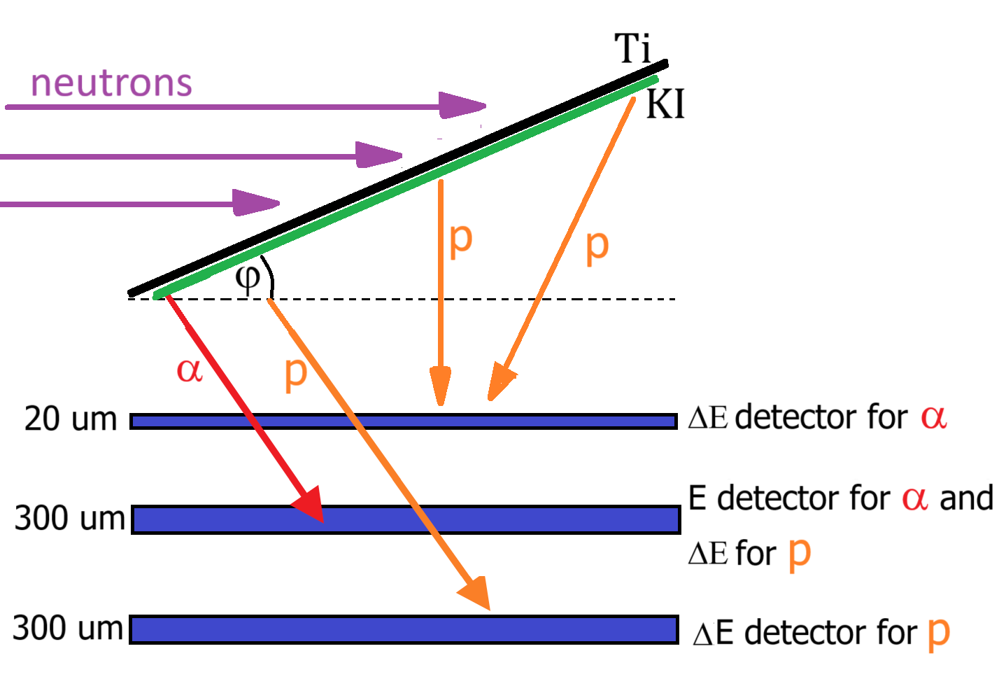 Ti
neutrons
KI
p
p
φ
α
p
20 um
ΔE detector for α
E detector for α and
300 um
ΔE for p
300 um
ΔE detector for p